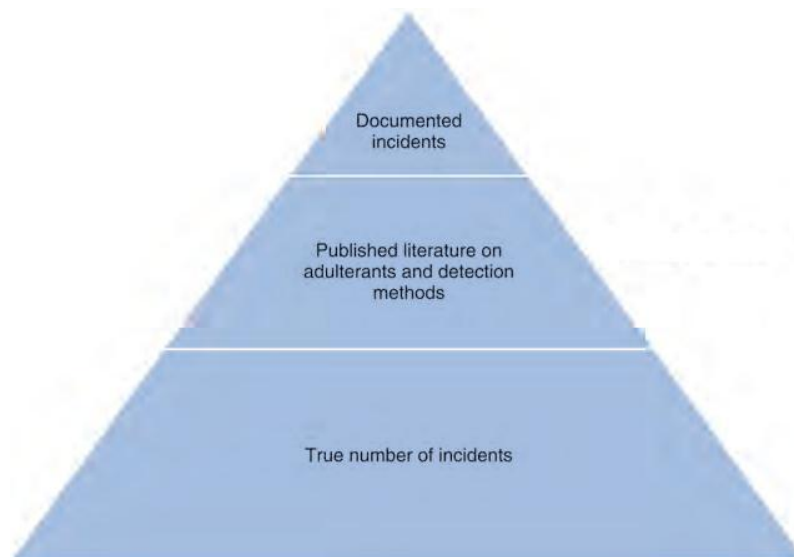 Documented
incidents
Published literature on
adulterants and detection
methods
True number of incidents